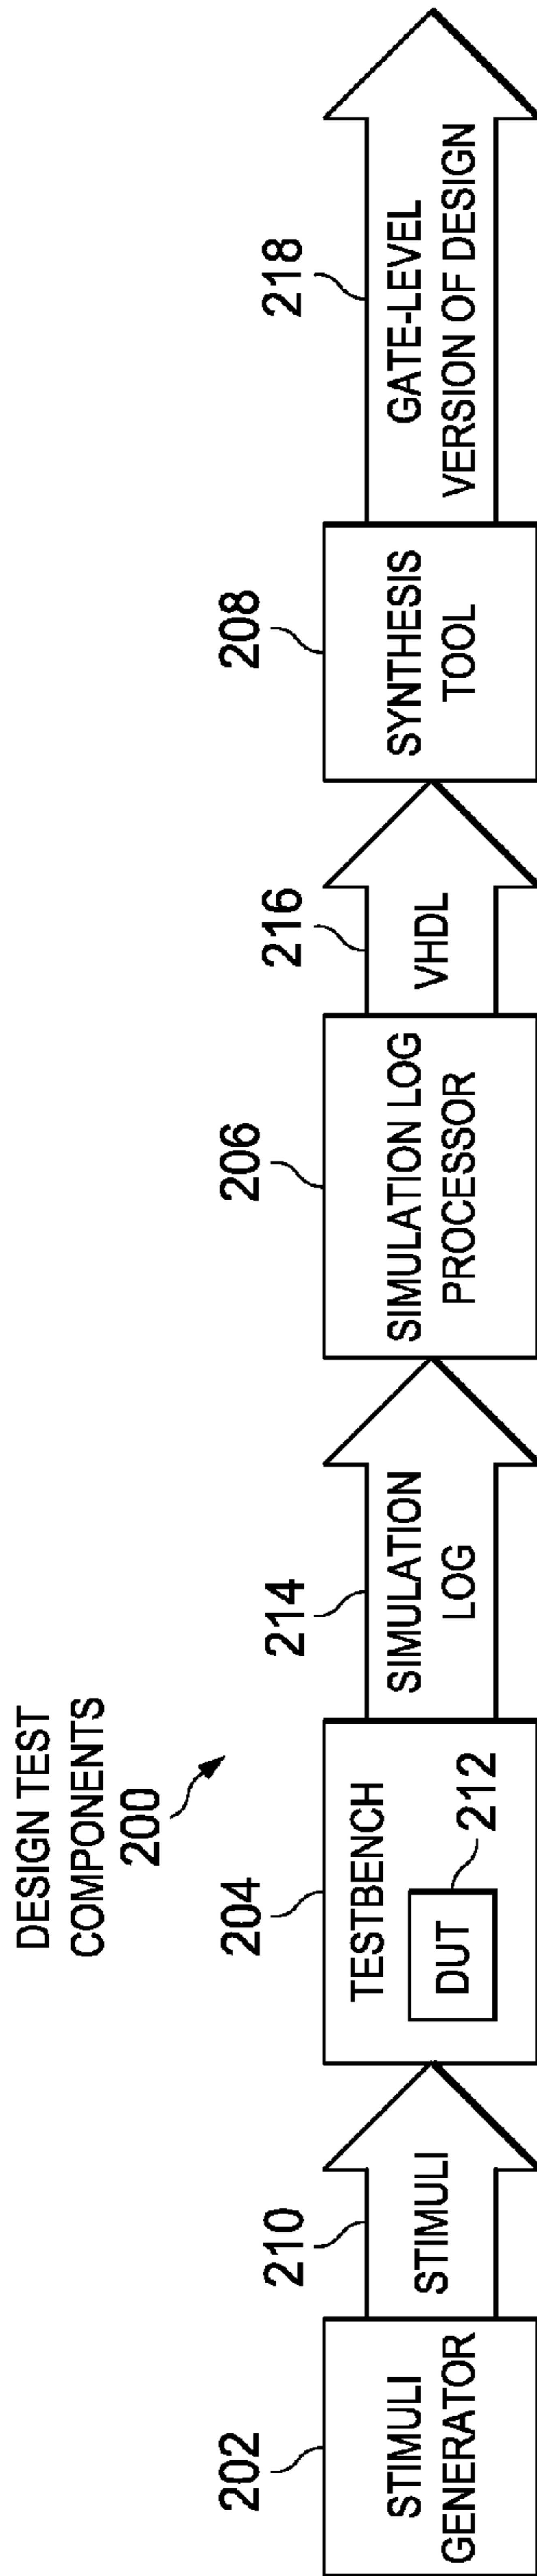 DESIGN TEST
COMPONENTS
200
202
STIMULI
GENERATOR
210
STIMULI
204
TESTBENCH
DUT
212
214
SIMULATION
LOG
206
SIMULATION LOG
PROCESSOR
216
VHDL
208
SYNTHESIS
TOOL
218
GATE-LEVEL
VERSION OF DESIGN